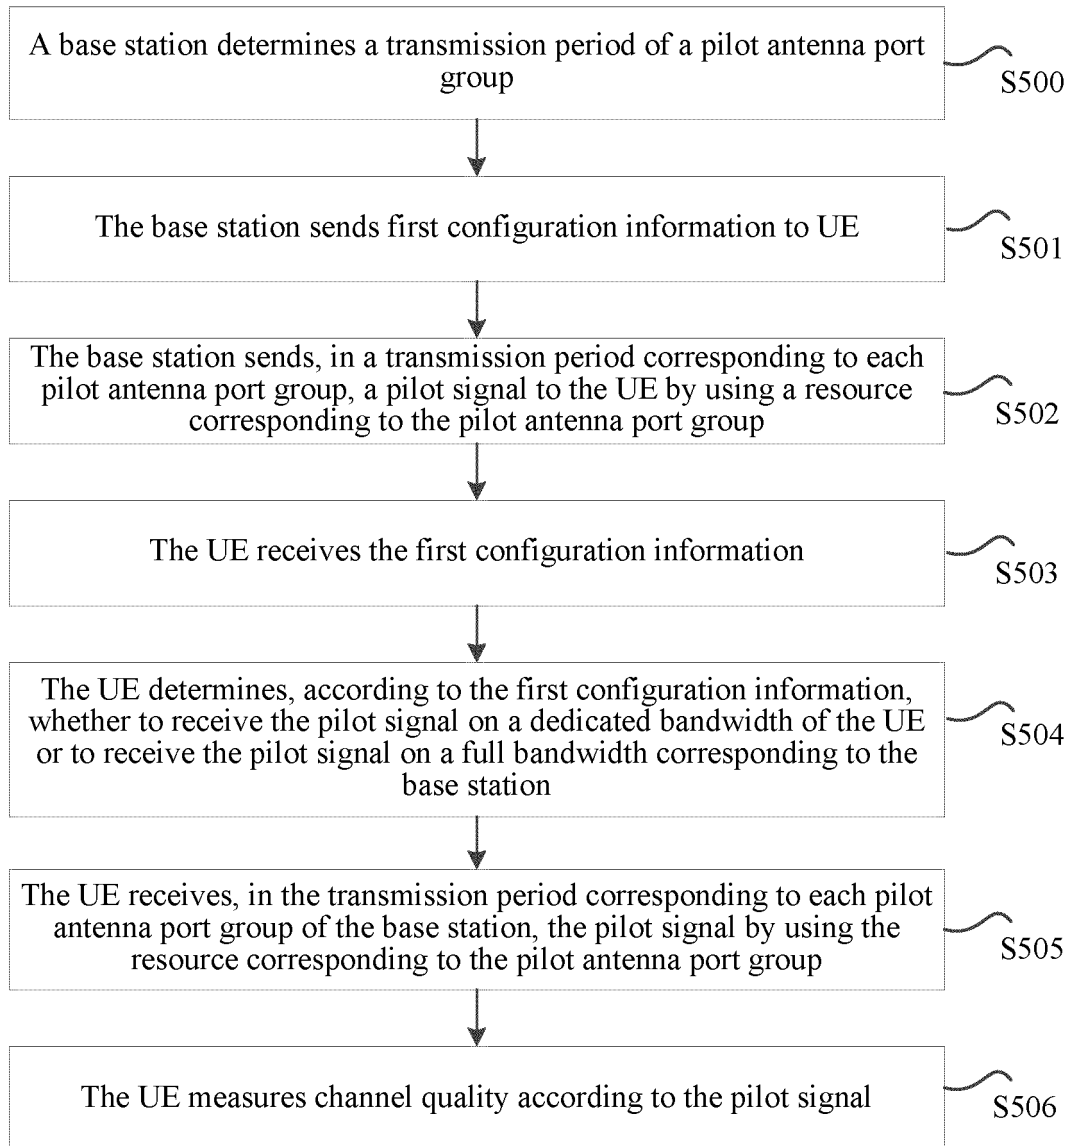 A base station determines a transmission period of a pilot antenna port
group
S500
The base station sends first configuration information to UE
S501
The base station sends, in a transmission period corresponding to each
pilot antenna port group, a pilot signal to the UE by using a resource
corresponding to the pilot antenna port group
S502
The UE receives the first configuration information
S503
The UE determines, according to the first configuration information,
whether to receive the pilot signal on a dedicated bandwidth of the UE
or to receive the pilot signal on a full bandwidth corresponding to the
base station
S504
The UE receives, in the transmission period corresponding to each pilot
antenna port group of the base station, the pilot signal by using the
resource corresponding to the pilot antenna port group
S505
The UE measures channel quality according to the pilot signal
S506